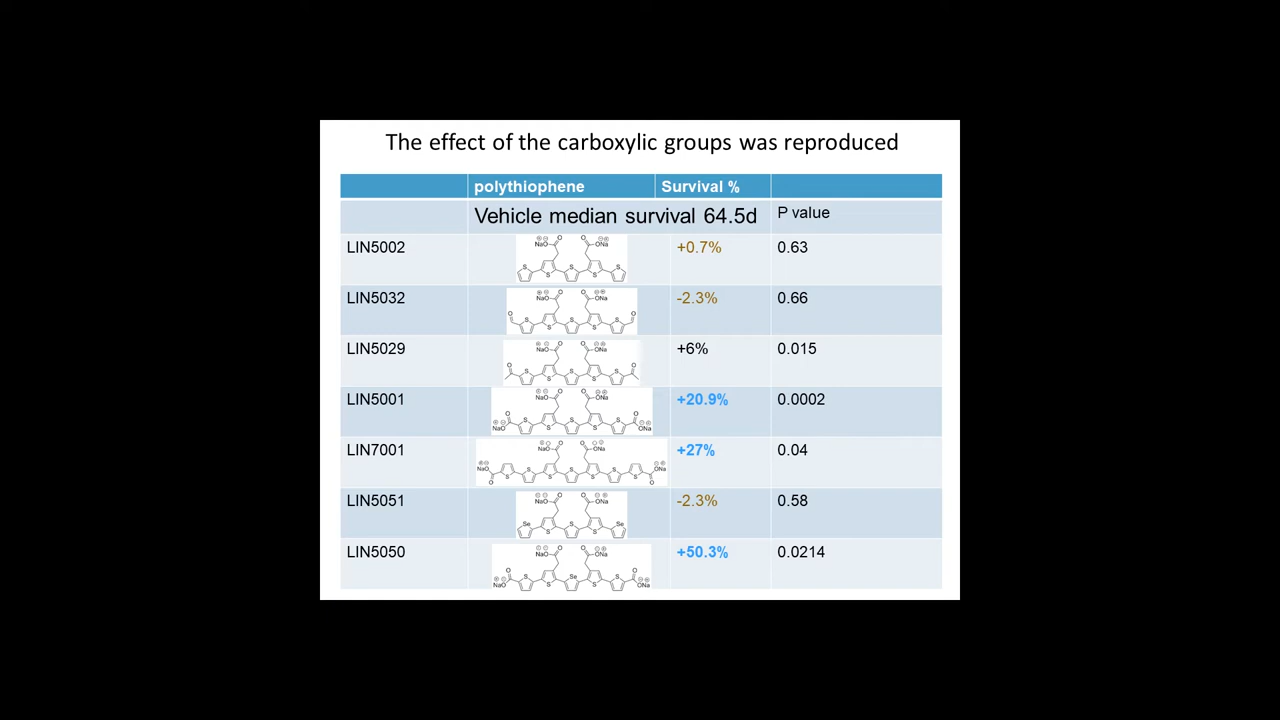 The effect of the carboxylic groups was reproduced
polythiophene Survival %
Vehicle median survival 64.5d P value
LIN5002 +0.7% 0.63
LIN5032 -2.3% 0.66
LIN5029 +6% 0.015
LIN5001 +20.9% 0.0002
LIN7001 +27% 0.04
LIN5051 -2.3% 0.58
LIN5050 +50.3% 0.0214